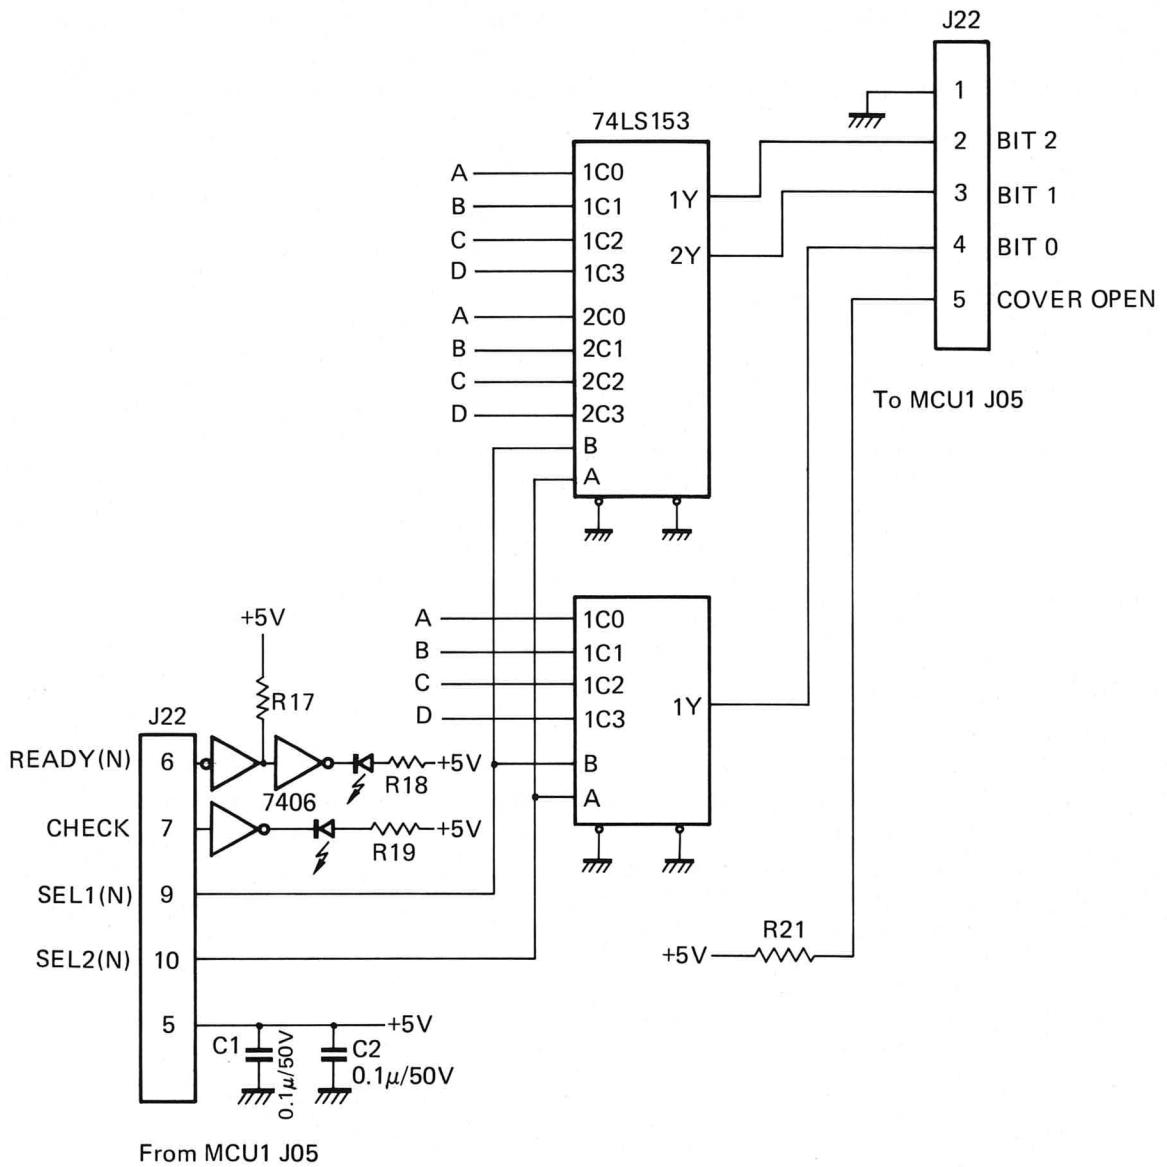 J22
1
2 BIT 2
3 BIT 1
4 BIT 0
5 COVER OPEN
To MCU1 J05
74LS153
A 1C0
B 1C1
C 1C2
D 1C3
A 2C0
B 2C1
C 2C2
D 2C3
B
A
1Y
2Y
A 1C0
B 1C1
C 1C2
D 1C3
B
A
1Y
+5V
R17
J22
READY(N) 6
7406
R18
+5V
CHECK 7
R19
+5V
SEL1(N) 9
SEL2(N) 10
R21
+5V
5
+5V
C1
0.1μ/50V
C2
0.1μ/50V
From MCU1 J05